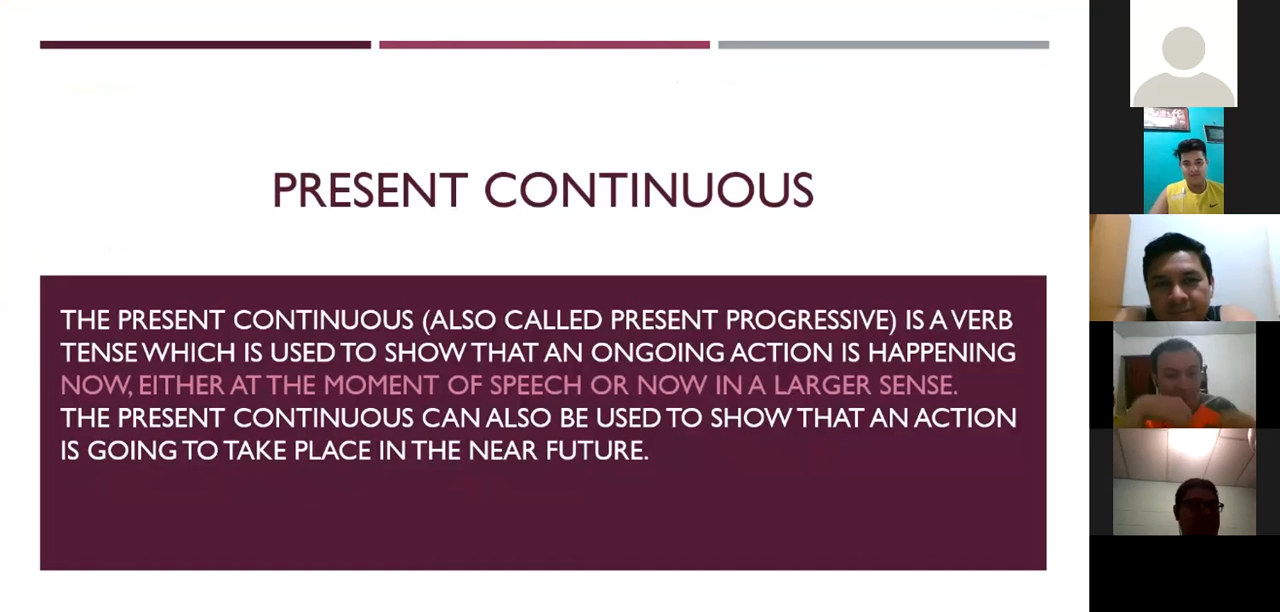 PRESENT CONTINUOUS
THE PRESENT CONTINUOUS (ALSO CALLED PRESENT PROGRESSIVE) IS A VERB
TENSE WHICH IS USED TO SHOW THAT AN ONGOING ACTION IS HAPPENING
NOW, EITHER AT THE MOMENT OF SPEECH OR NOW IN A LARGER SENSE.
THE PRESENT CONTINUOUS CAN ALSO BE USED TO SHOW THAT AN ACTION
IS GOING TO TAKE PLACE IN THE NEAR FUTURE.